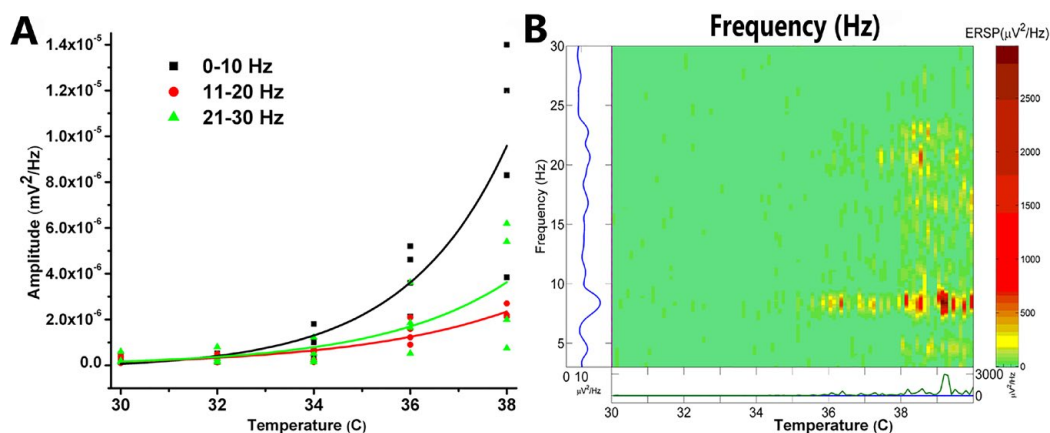 A
Amplitude (mV²/Hz)
1.4x10⁻⁵
1.2x10⁻⁵
1.0x10⁻⁵
8.0x10⁻⁶
6.0x10⁻⁶
4.0x10⁻⁶
2.0x10⁻⁶
0.0
0-10 Hz
11-20 Hz
21-30 Hz
30 32 34 36 38
Temperature (C)
B
Frequency (Hz)
ERSP(µV²/Hz)
Frequency (Hz)
30
25
20
15
10
5
2500
2000
1500
1000
500
0
0 10
µV²/Hz
3000
0
µV²/Hz
30 32 34 36 38
Temperature (C)